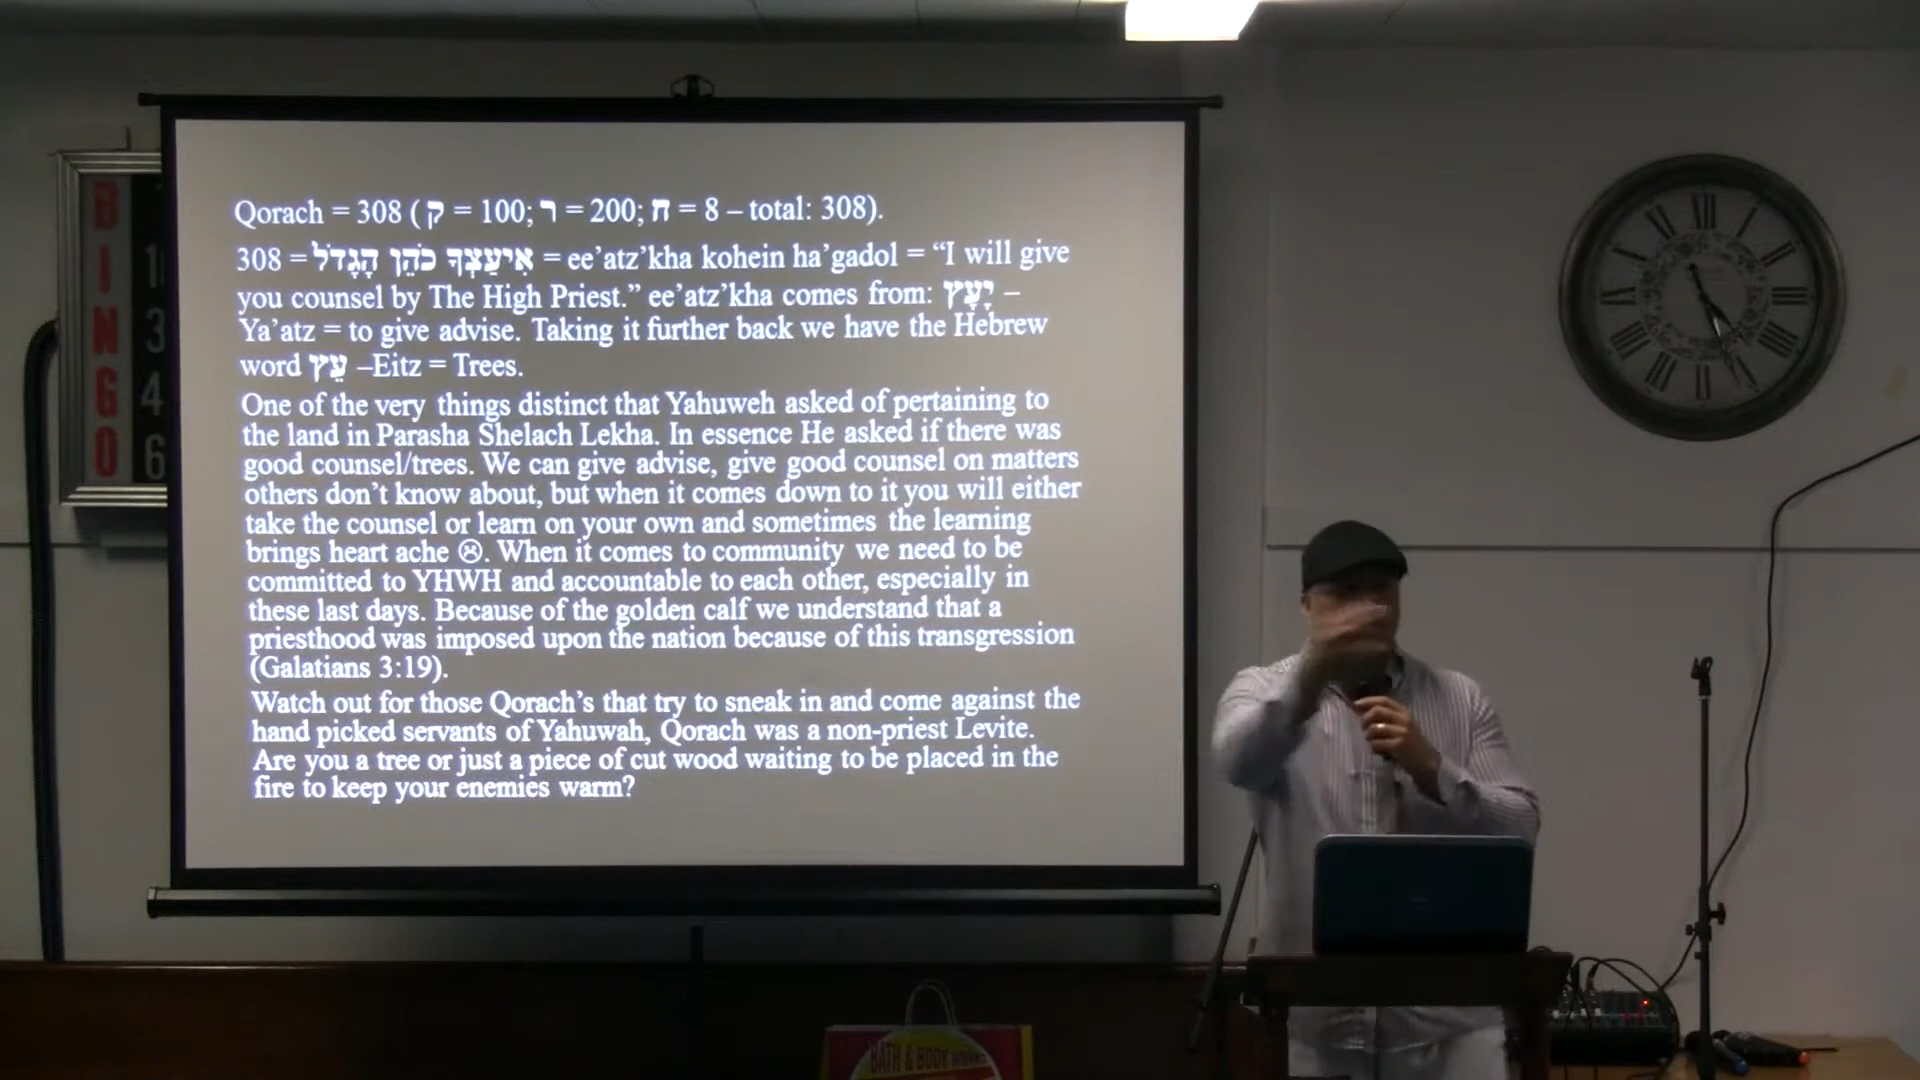 Qorach = 308 ( ק = 100; ר = 200; ח = 8 – total: 308).
308 = אִיעַצְךָ כֹהֵן הָגָדֹל = ee’atz’kha kohein ha’gadol = “I will give
you counsel by The High Priest.” ee’atz’kha comes from: יָעָץ –
Ya’atz = to give advise. Taking it further back we have the Hebrew
word עֵץ –Eitz = Trees.
One of the very things distinct that Yahuweh asked of pertaining to
the land in Parasha Shelach Lekha. In essence He asked if there was
good counsel/trees. We can give advise, give good counsel on matters
others don’t know about, but when it comes down to it you will either
take the counsel or learn on your own and sometimes the learning
brings heart ache ☹. When it comes to community we need to be
committed to YHWH and accountable to each other, especially in
these last days. Because of the golden calf we understand that a
priesthood was imposed upon the nation because of this transgression
(Galatians 3:19).
Watch out for those Qorach’s that try to sneak in and come against the
hand picked servants of Yahuwah, Qorach was a non-priest Levite.
Are you a tree or just a piece of cut wood waiting to be placed in the
fire to keep your enemies warm?
B
I
N
G
O
3
4
6
BATH & BODY WORKS